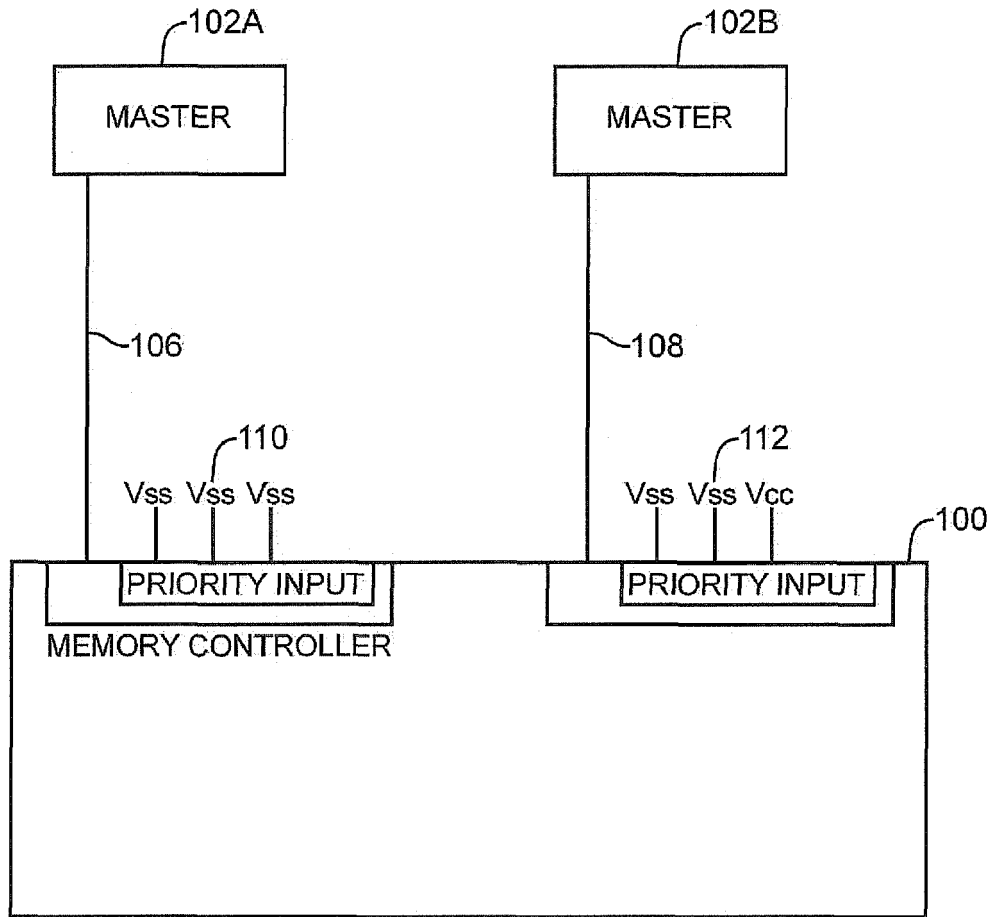 102A
102B
MASTER
MASTER
106
108
110
112
Vss Vss Vss
Vss Vss Vcc
100
PRIORITY INPUT
PRIORITY INPUT
MEMORY CONTROLLER